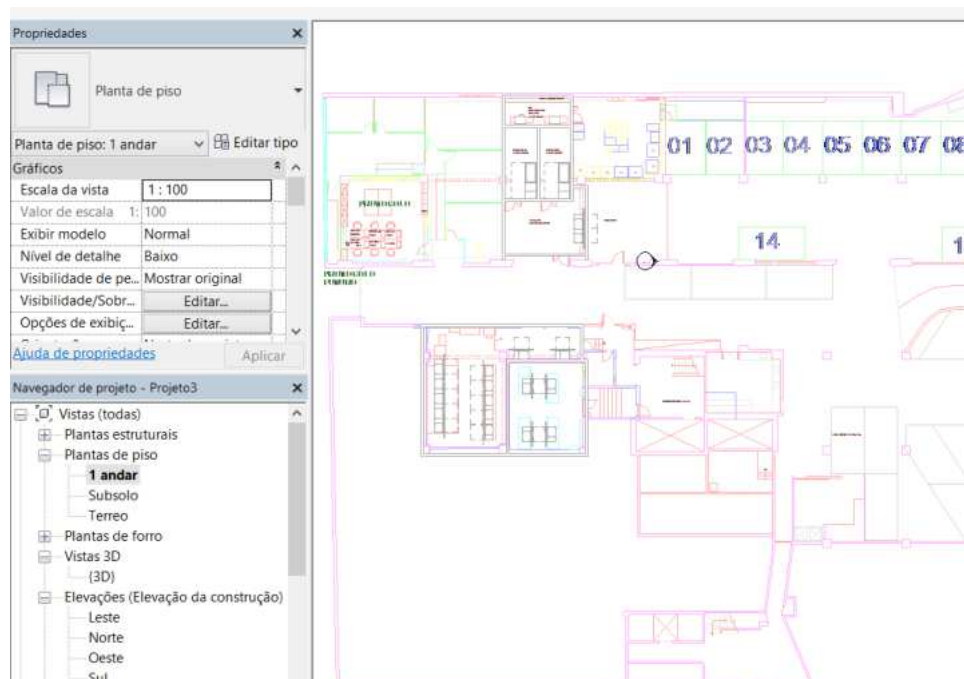 Propriedades
Planta de piso
Planta de piso: 1 andar
Editar tipo
Gráficos
Escala da vista 1 : 100
Valor de escala 1: 100
Exibir modelo Normal
Nível de detalhe Baixo
Visibilidade de pe... Mostrar original
Visibilidade/Sobr... Editar...
Opções de exibiç... Editar...
Ajuda de propriedades
Aplicar
Navegador de projeto - Projeto3
Vistas (todas)
Plantas estruturais
Plantas de piso
1 andar
Subsolo
Terreo
Plantas de forro
Vistas 3D
(3D)
Elevações (Elevação da construção)
Leste
Norte
Oeste
Sul
01 02 03 04 05 06 07 08
14
1